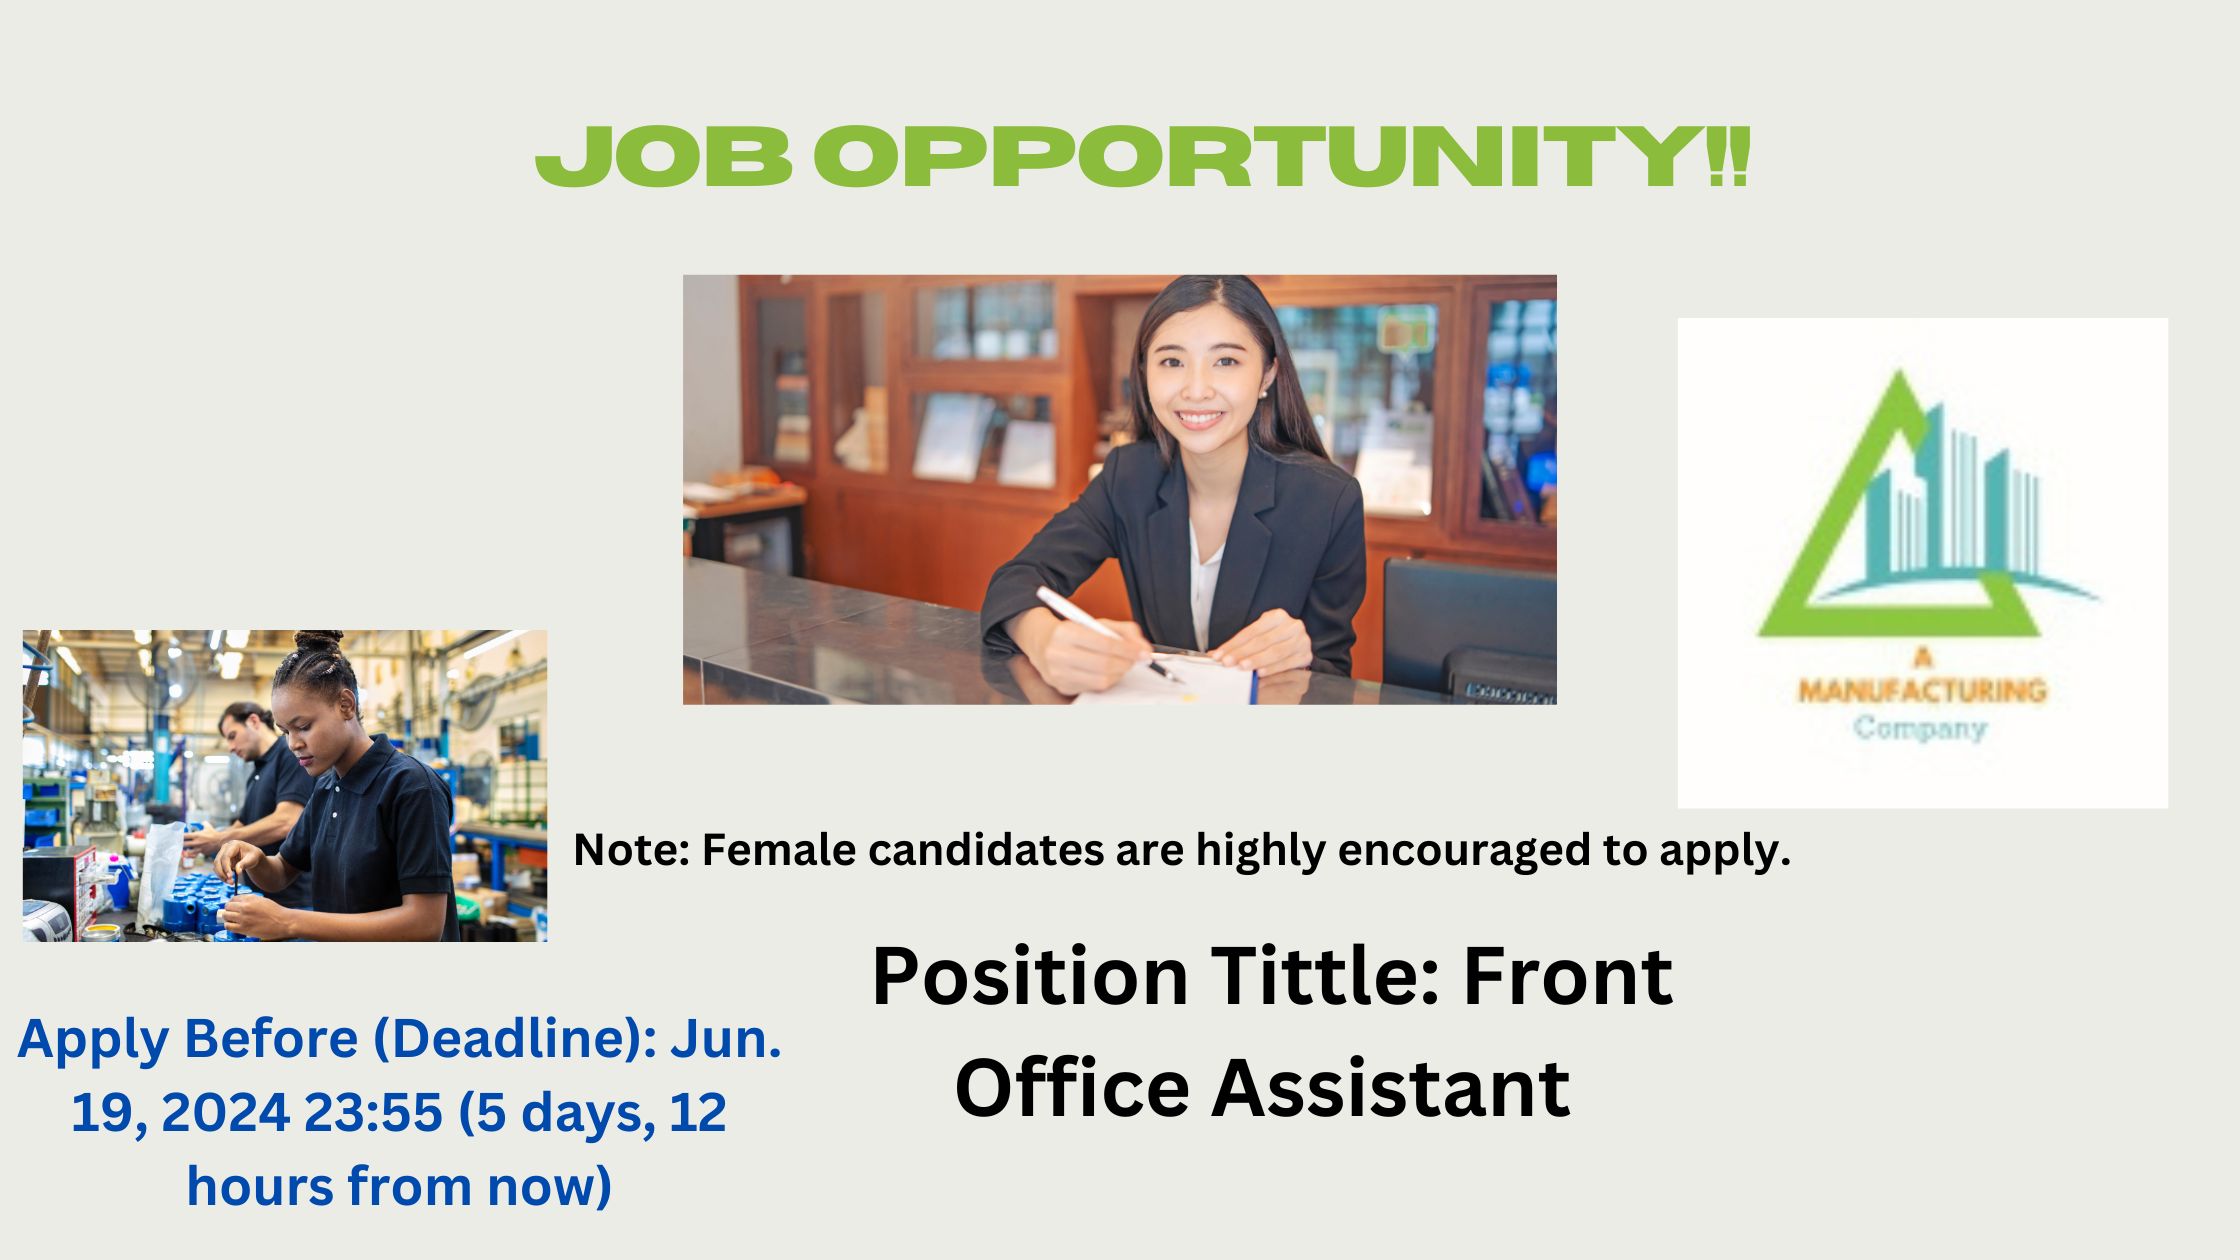 JOB OPPORTUNITY!!
A
MANUFACTURING
Company
Note: Female candidates are highly encouraged to apply.
Position Tittle: Front
Office Assistant
Apply Before (Deadline): Jun.
19, 2024 23:55 (5 days, 12
hours from now)